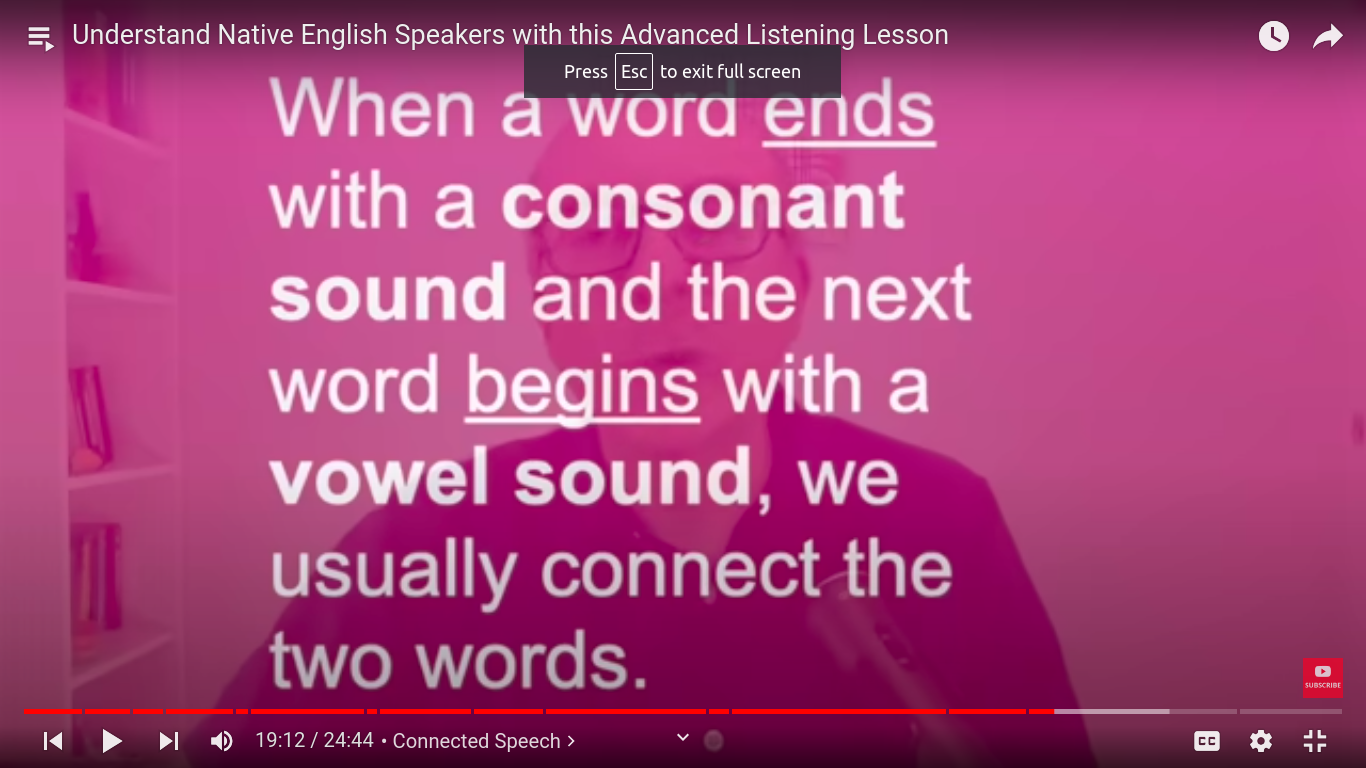 Understand Native English Speakers with this Advanced Listening Lesson
Press Esc to exit full screen
When a word ends
with a consonant
sound and the next
word begins with a
vowel sound, we
usually connect the
two words.
SUBSCRIBE
19:12 / 24:44 • Connected Speech
CC